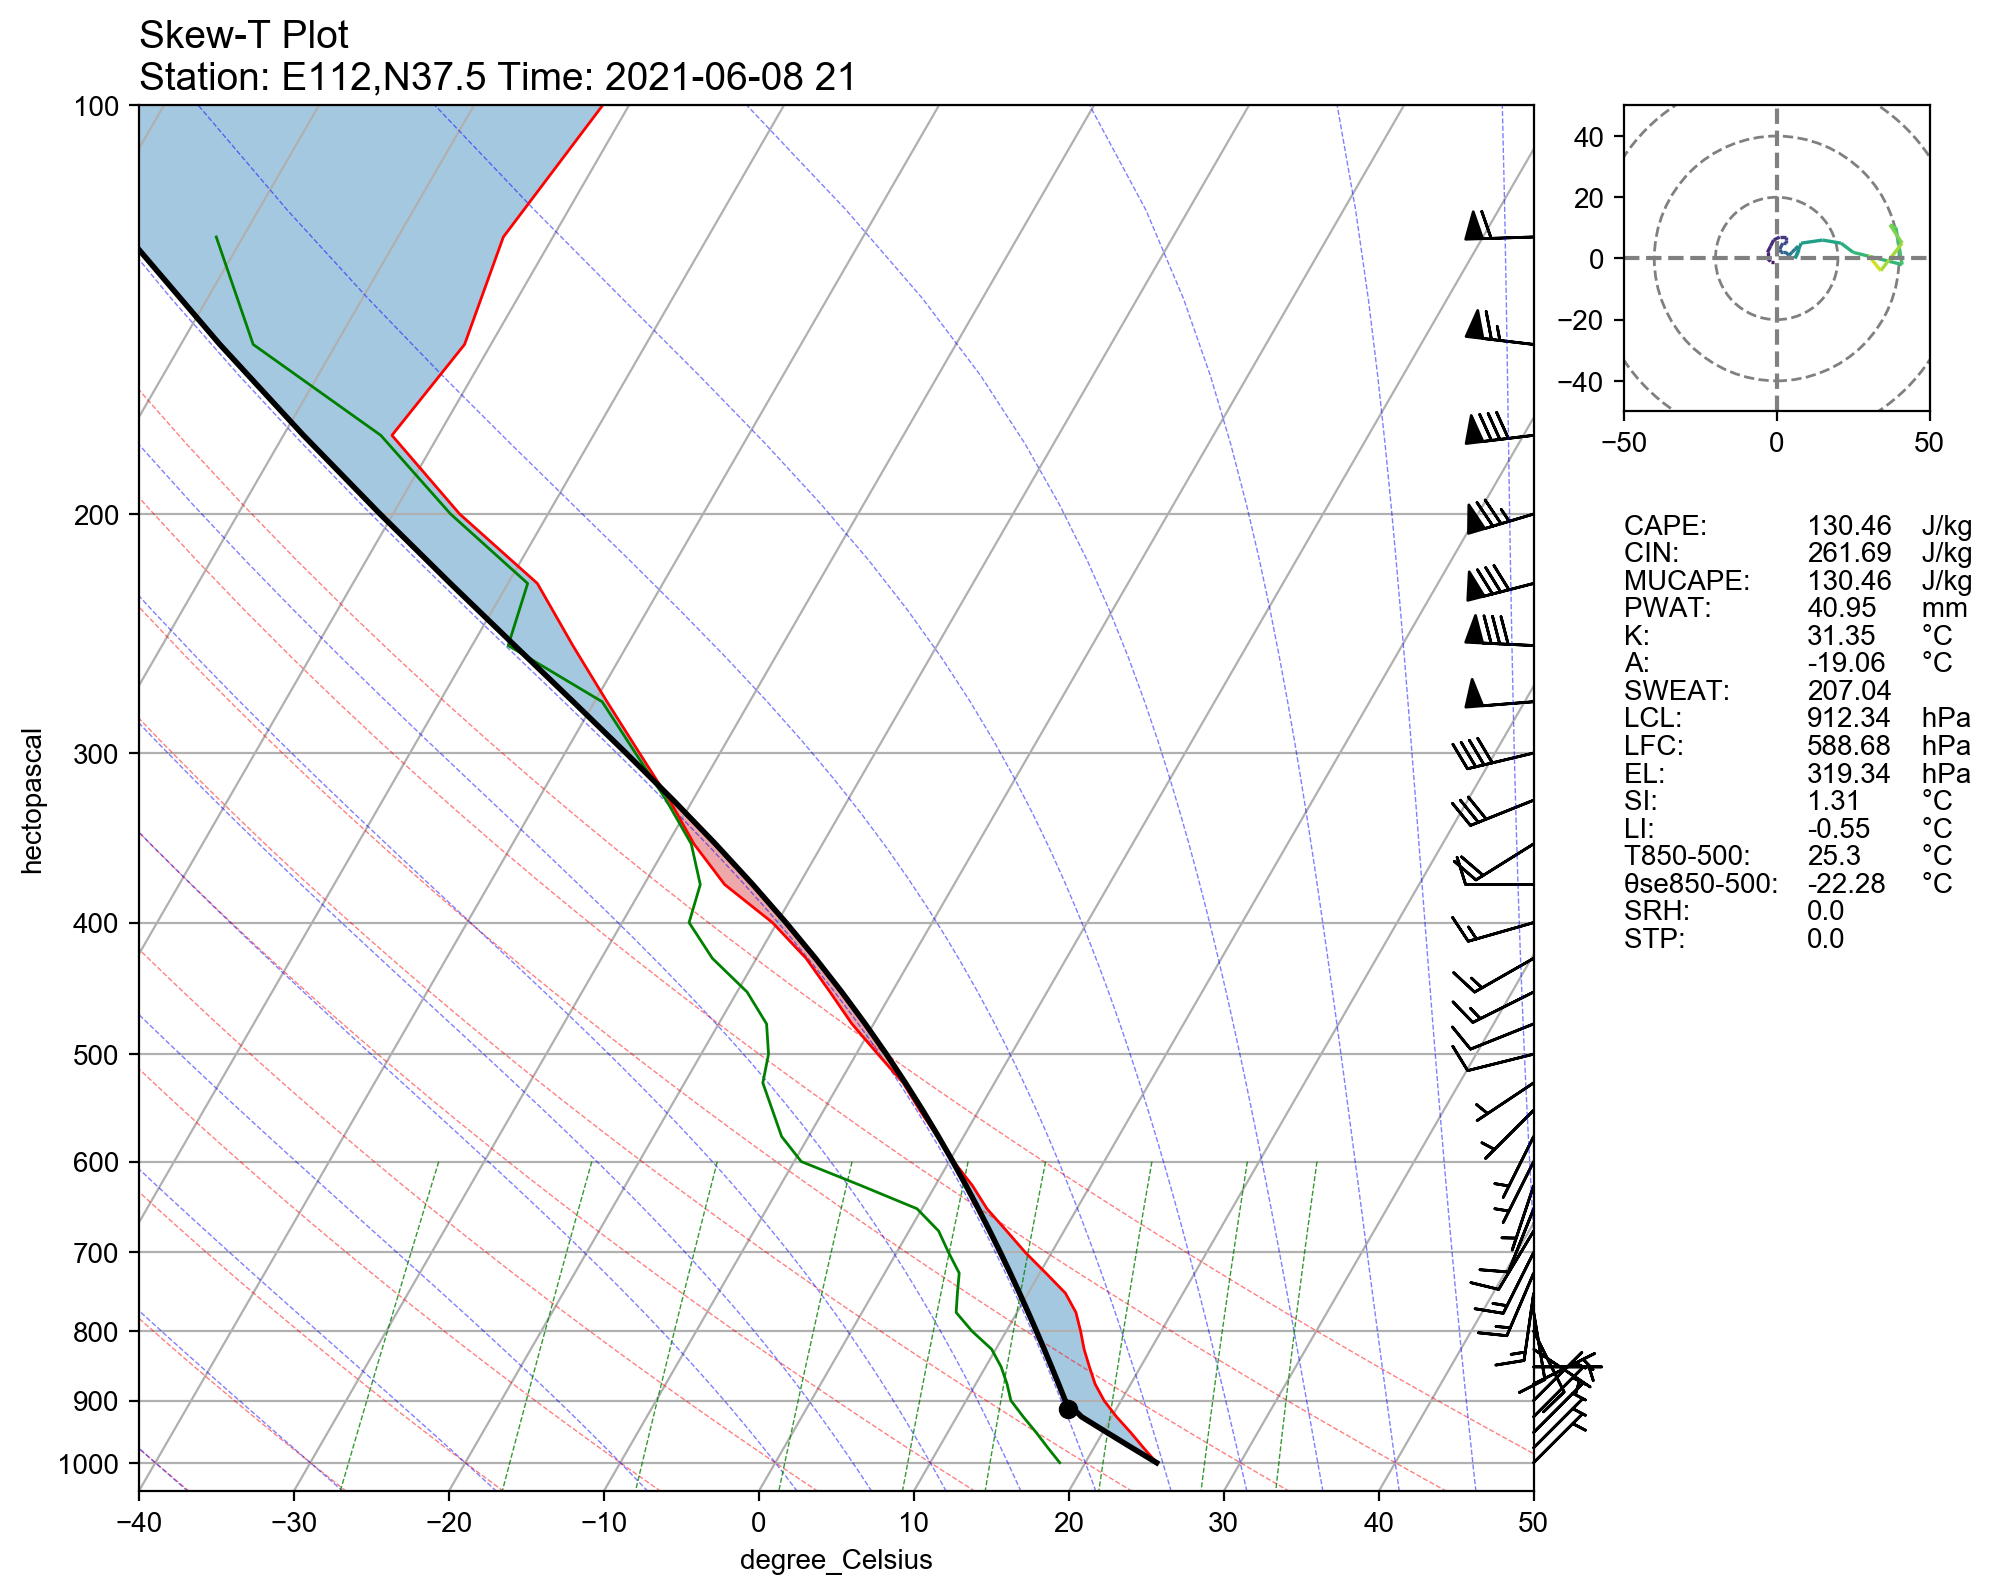 Skew-T Plot
Station: E112,N37.5 Time: 2021-06-08 21
100
200
300
400
500
600
700
800
900
1000
hectopascal
−40
−30
−20
−10
0
10
20
30
40
50
degree_Celsius
40
20
0
−20
−40
−50
0
50
CAPE: 130.46 J/kg
CIN: 261.69 J/kg
MUCAPE: 130.46 J/kg
PWAT: 40.95 mm
K: 31.35 °C
A: -19.06 °C
SWEAT: 207.04
LCL: 912.34 hPa
LFC: 588.68 hPa
EL: 319.34 hPa
SI: 1.31 °C
LI: -0.55 °C
T850-500: 25.3 °C
θse850-500: -22.28 °C
SRH: 0.0
STP: 0.0